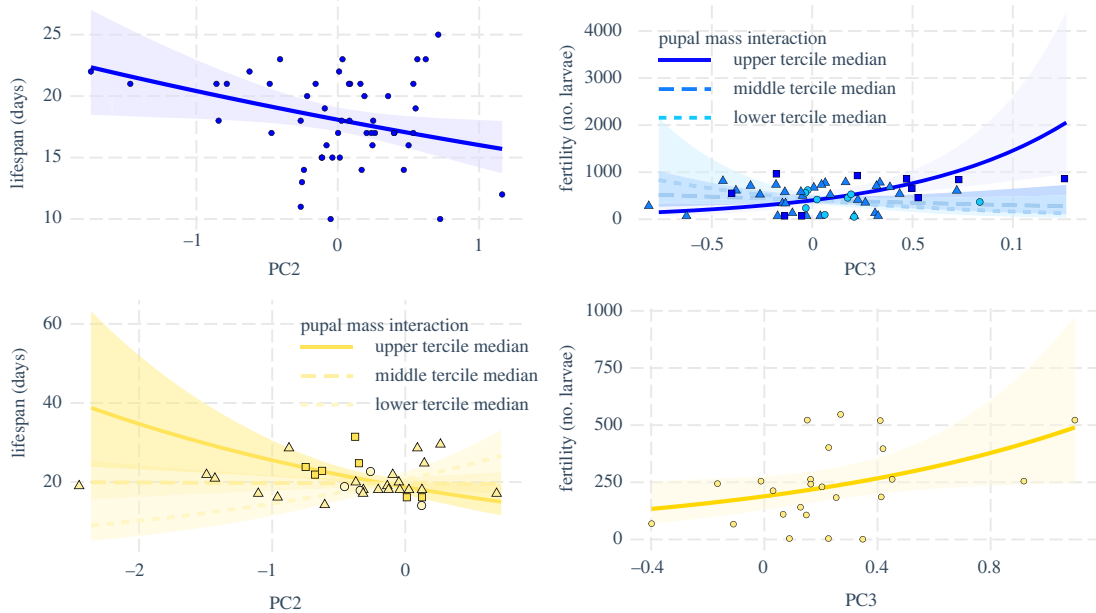 25
20
15
10
lifespan (days)
−1
0
1
PC2
4000
3000
2000
1000
0
fertility (no. larvae)
pupal mass interaction
upper tercile median
middle tercile median
lower tercile median
−0.5
0
0.5
0.1
PC3
60
40
20
lifespan (days)
pupal mass interaction
upper tercile median
middle tercile median
lower tercile median
−2
−1
0
PC2
1000
750
500
250
0
fertility (no. larvae)
−0.4
0
0.4
0.8
PC3